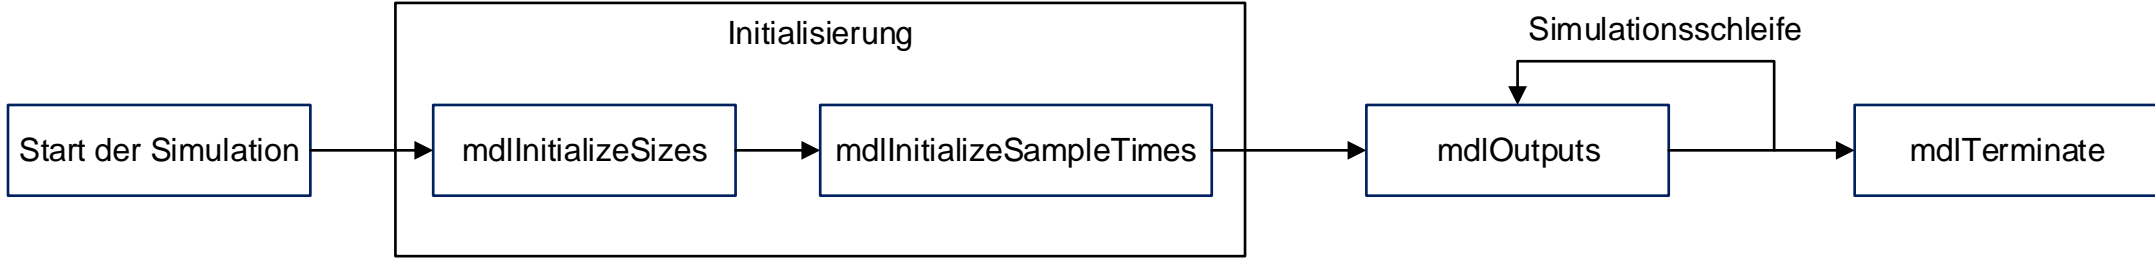 Initialisierung
Simulationsschleife
Start der Simulation
mdlInitializeSizes
mdlInitializeSampleTimes
mdlOutputs
mdlTerminate